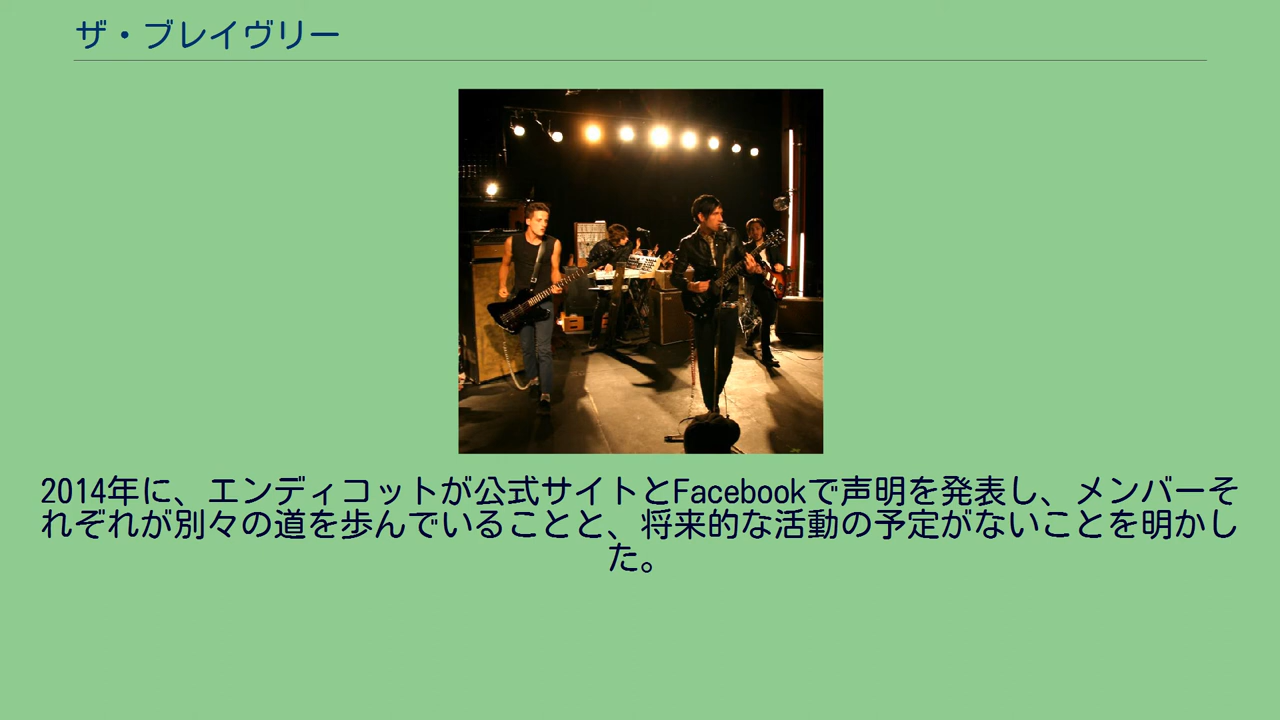 ザ・ブレイヴリー
2014年に、エンディコットが公式サイトとFacebookで声明を発表し、メンバーそ
れぞれが別々の道を歩んでいることと、将来的な活動の予定がないことを明かし
た。